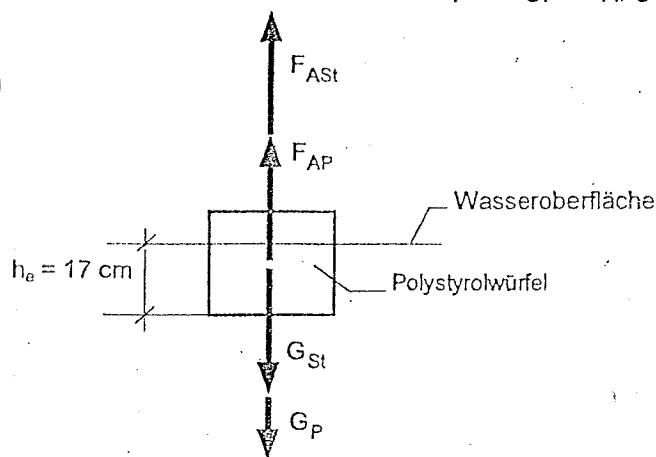 F_ASt
F_AP
Wasseroberfläche
h_e = 17 cm
Polystyrolwürfel
G_St
G_P